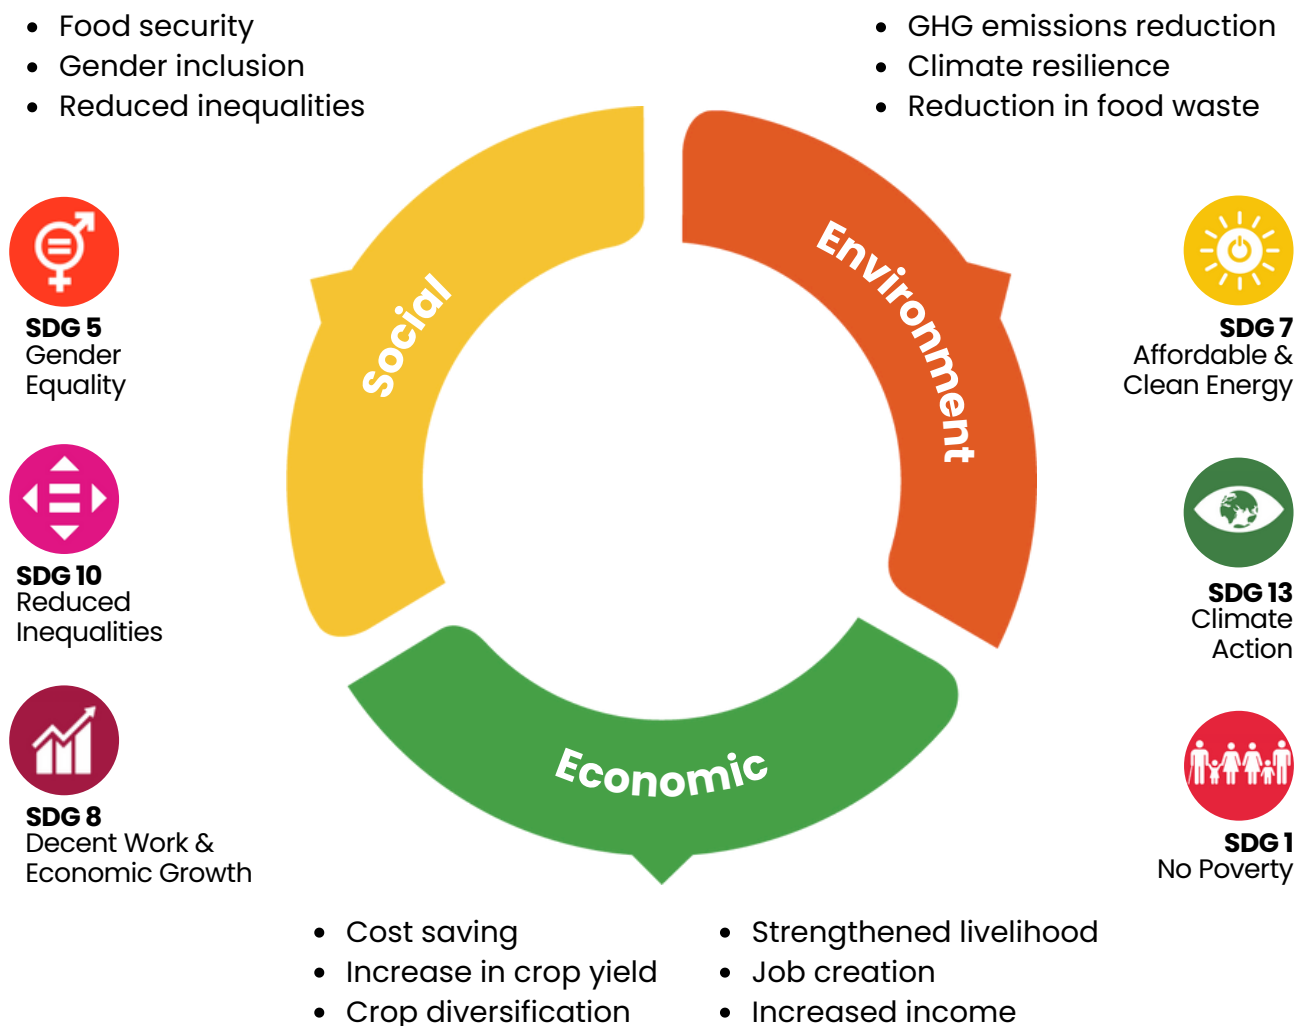 Food security
Gender inclusion
Reduced inequalities
GHG emissions reduction
Climate resilience
Reduction in food waste
Social
Environment
Economic
SDG 5
Gender
Equality
SDG 10
Reduced
Inequalities
SDG 8
Decent Work &
Economic Growth
SDG 7
Affordable &
Clean Energy
SDG 13
Climate
Action
SDG 1
No Poverty
Cost saving
Increase in crop yield
Crop diversification
Strengthened livelihood
Job creation
Increased income